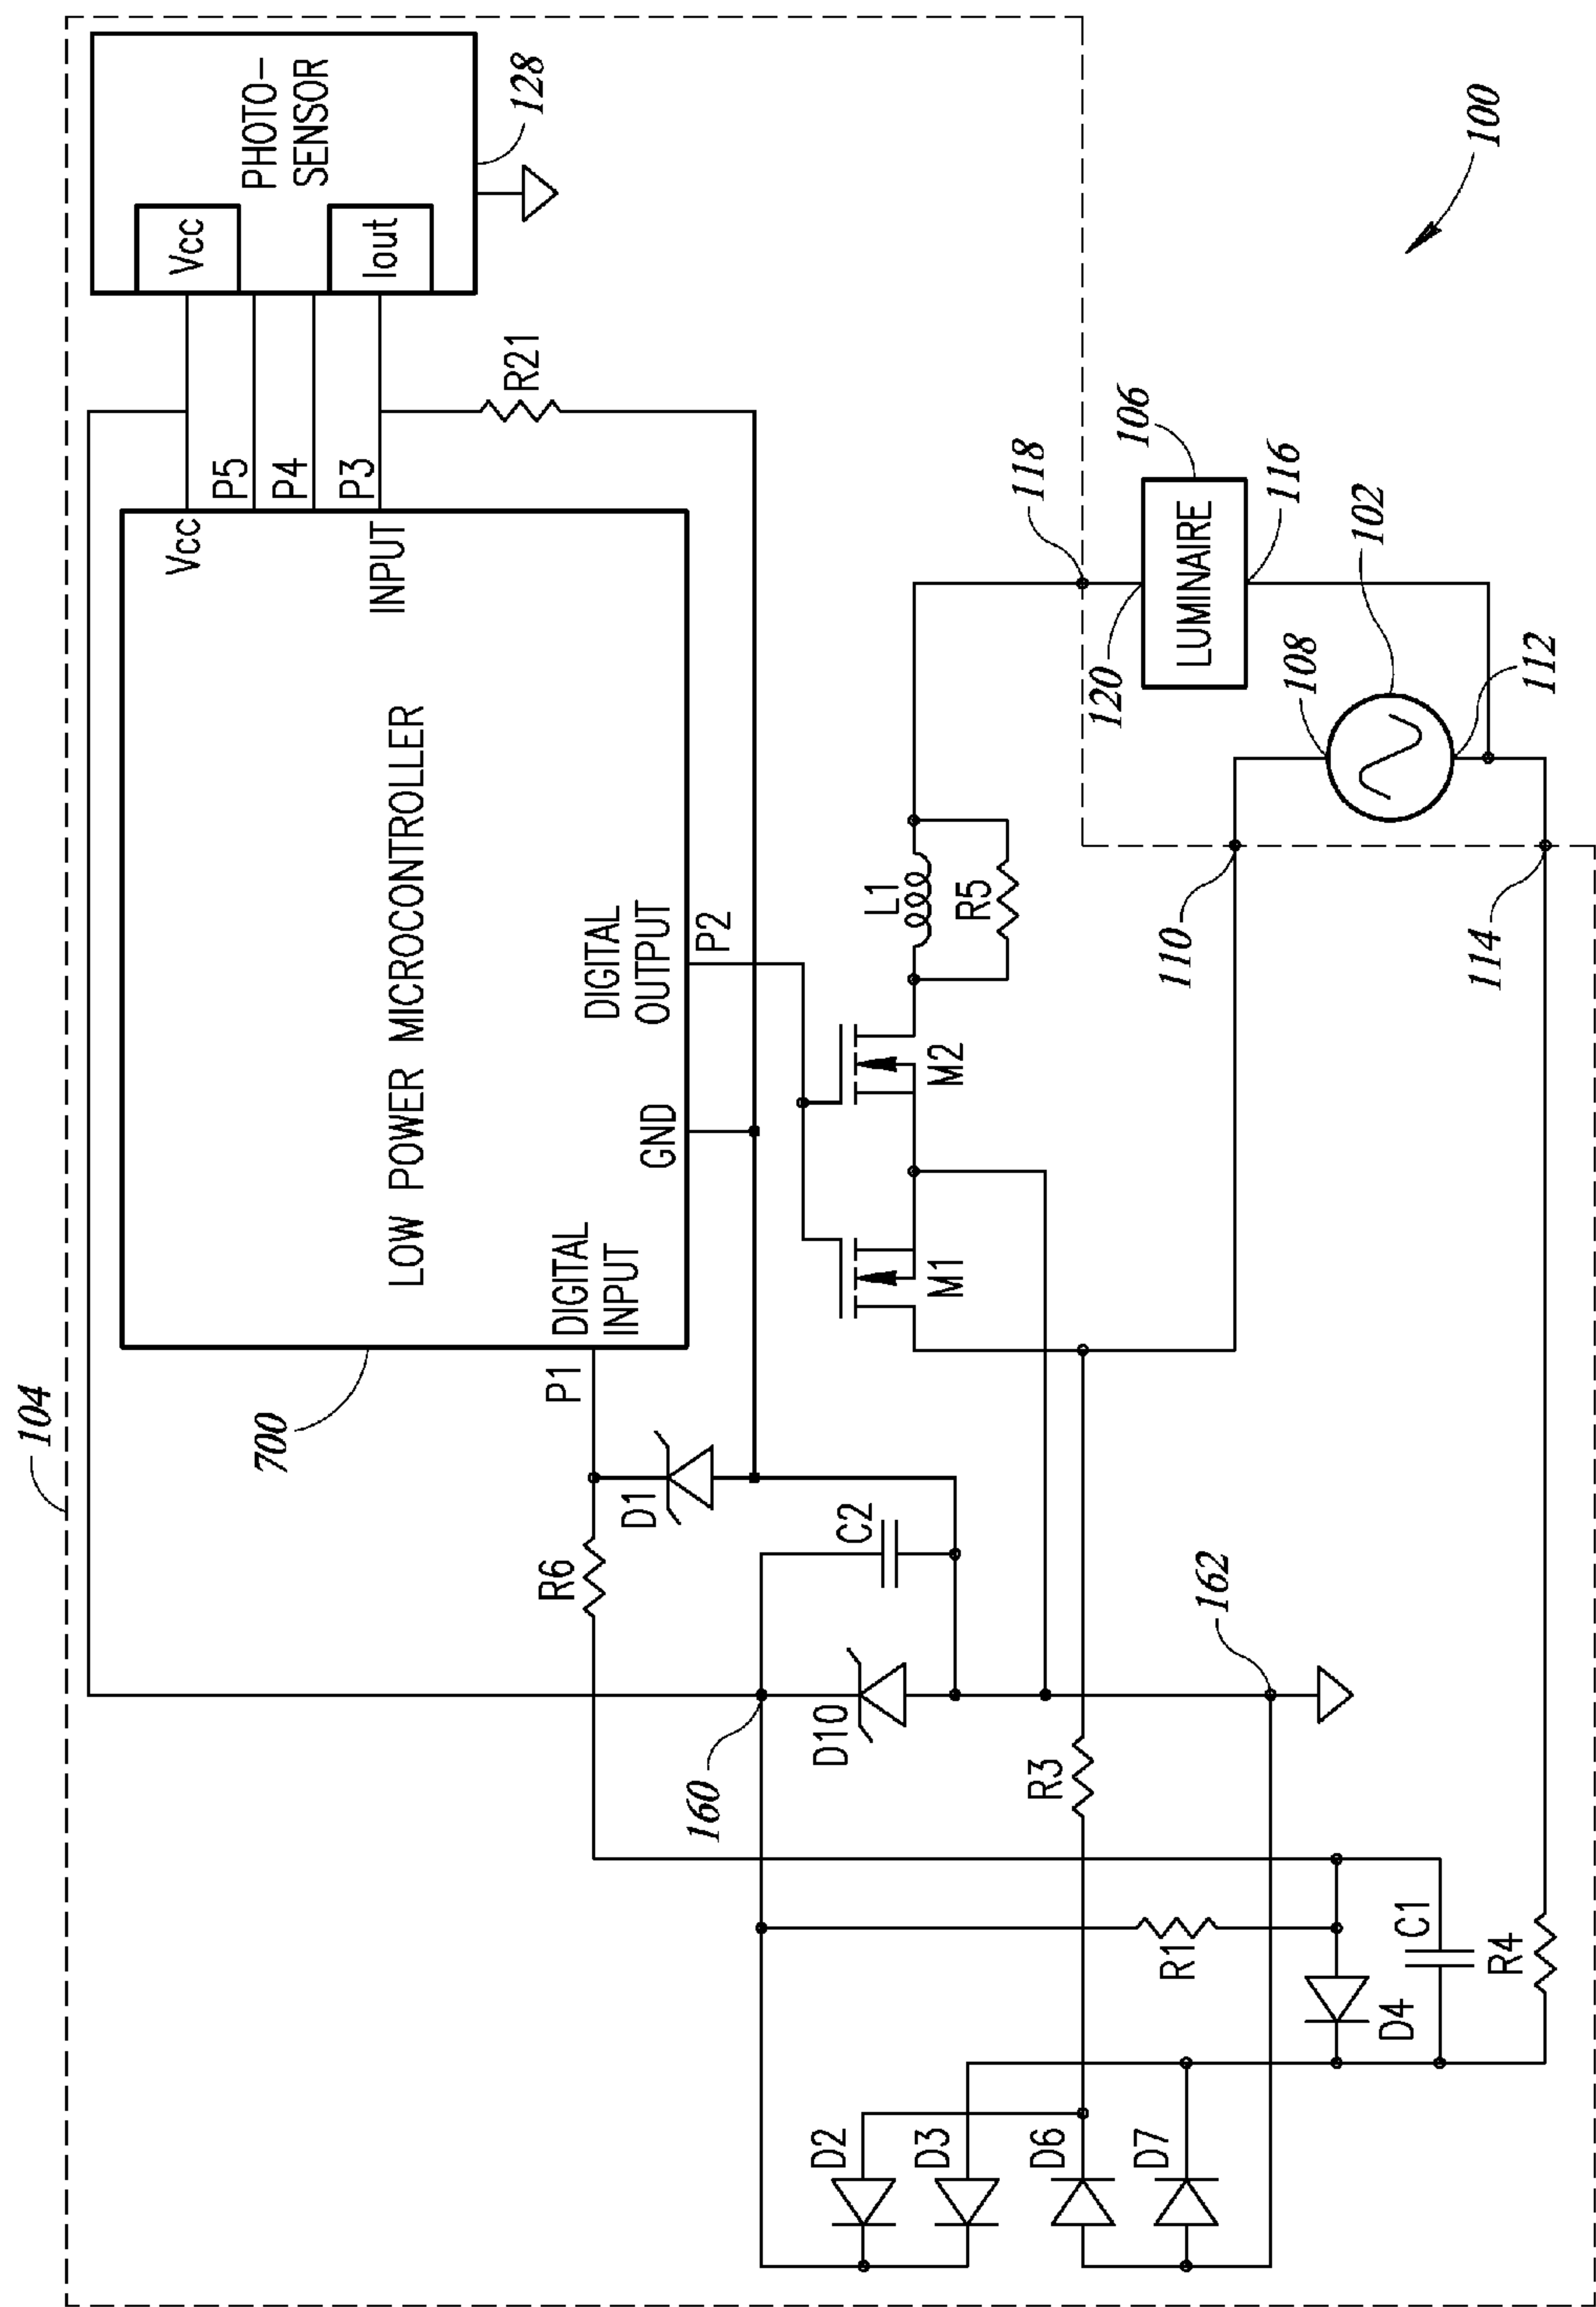 104
700
LOW POWER MICROCONTROLLER
DIGITAL
INPUT
GND
DIGITAL
OUTPUT
Vcc
INPUT
P1
P2
P5
P4
P3
PHOTO-
SENSOR
Vcc
Iout
128
R21
R6
D1
C2
D10
160
162
M1
M2
L1
R5
118
120
LUMINAIRE
106
116
108
102
112
110
114
100
R3
R1
D4
C1
R4
D2
D3
D6
D7